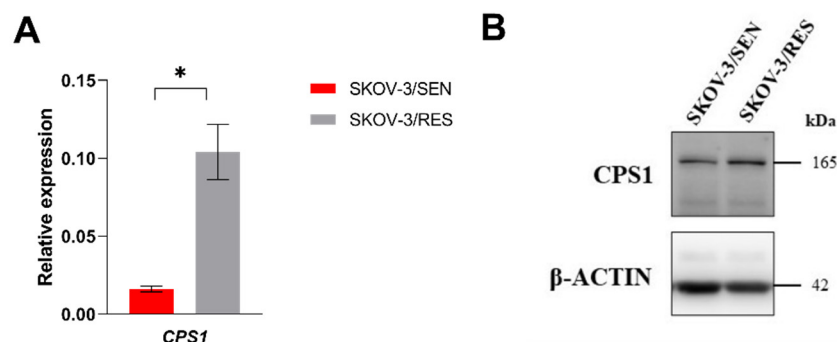 A
Relative expression
0.15
0.10
0.05
0.00
*
CPS1
SKOV-3/SEN
SKOV-3/RES
B
SKOV-3/SEN
SKOV-3/RES
kDa
CPS1
165
β-ACTIN
42